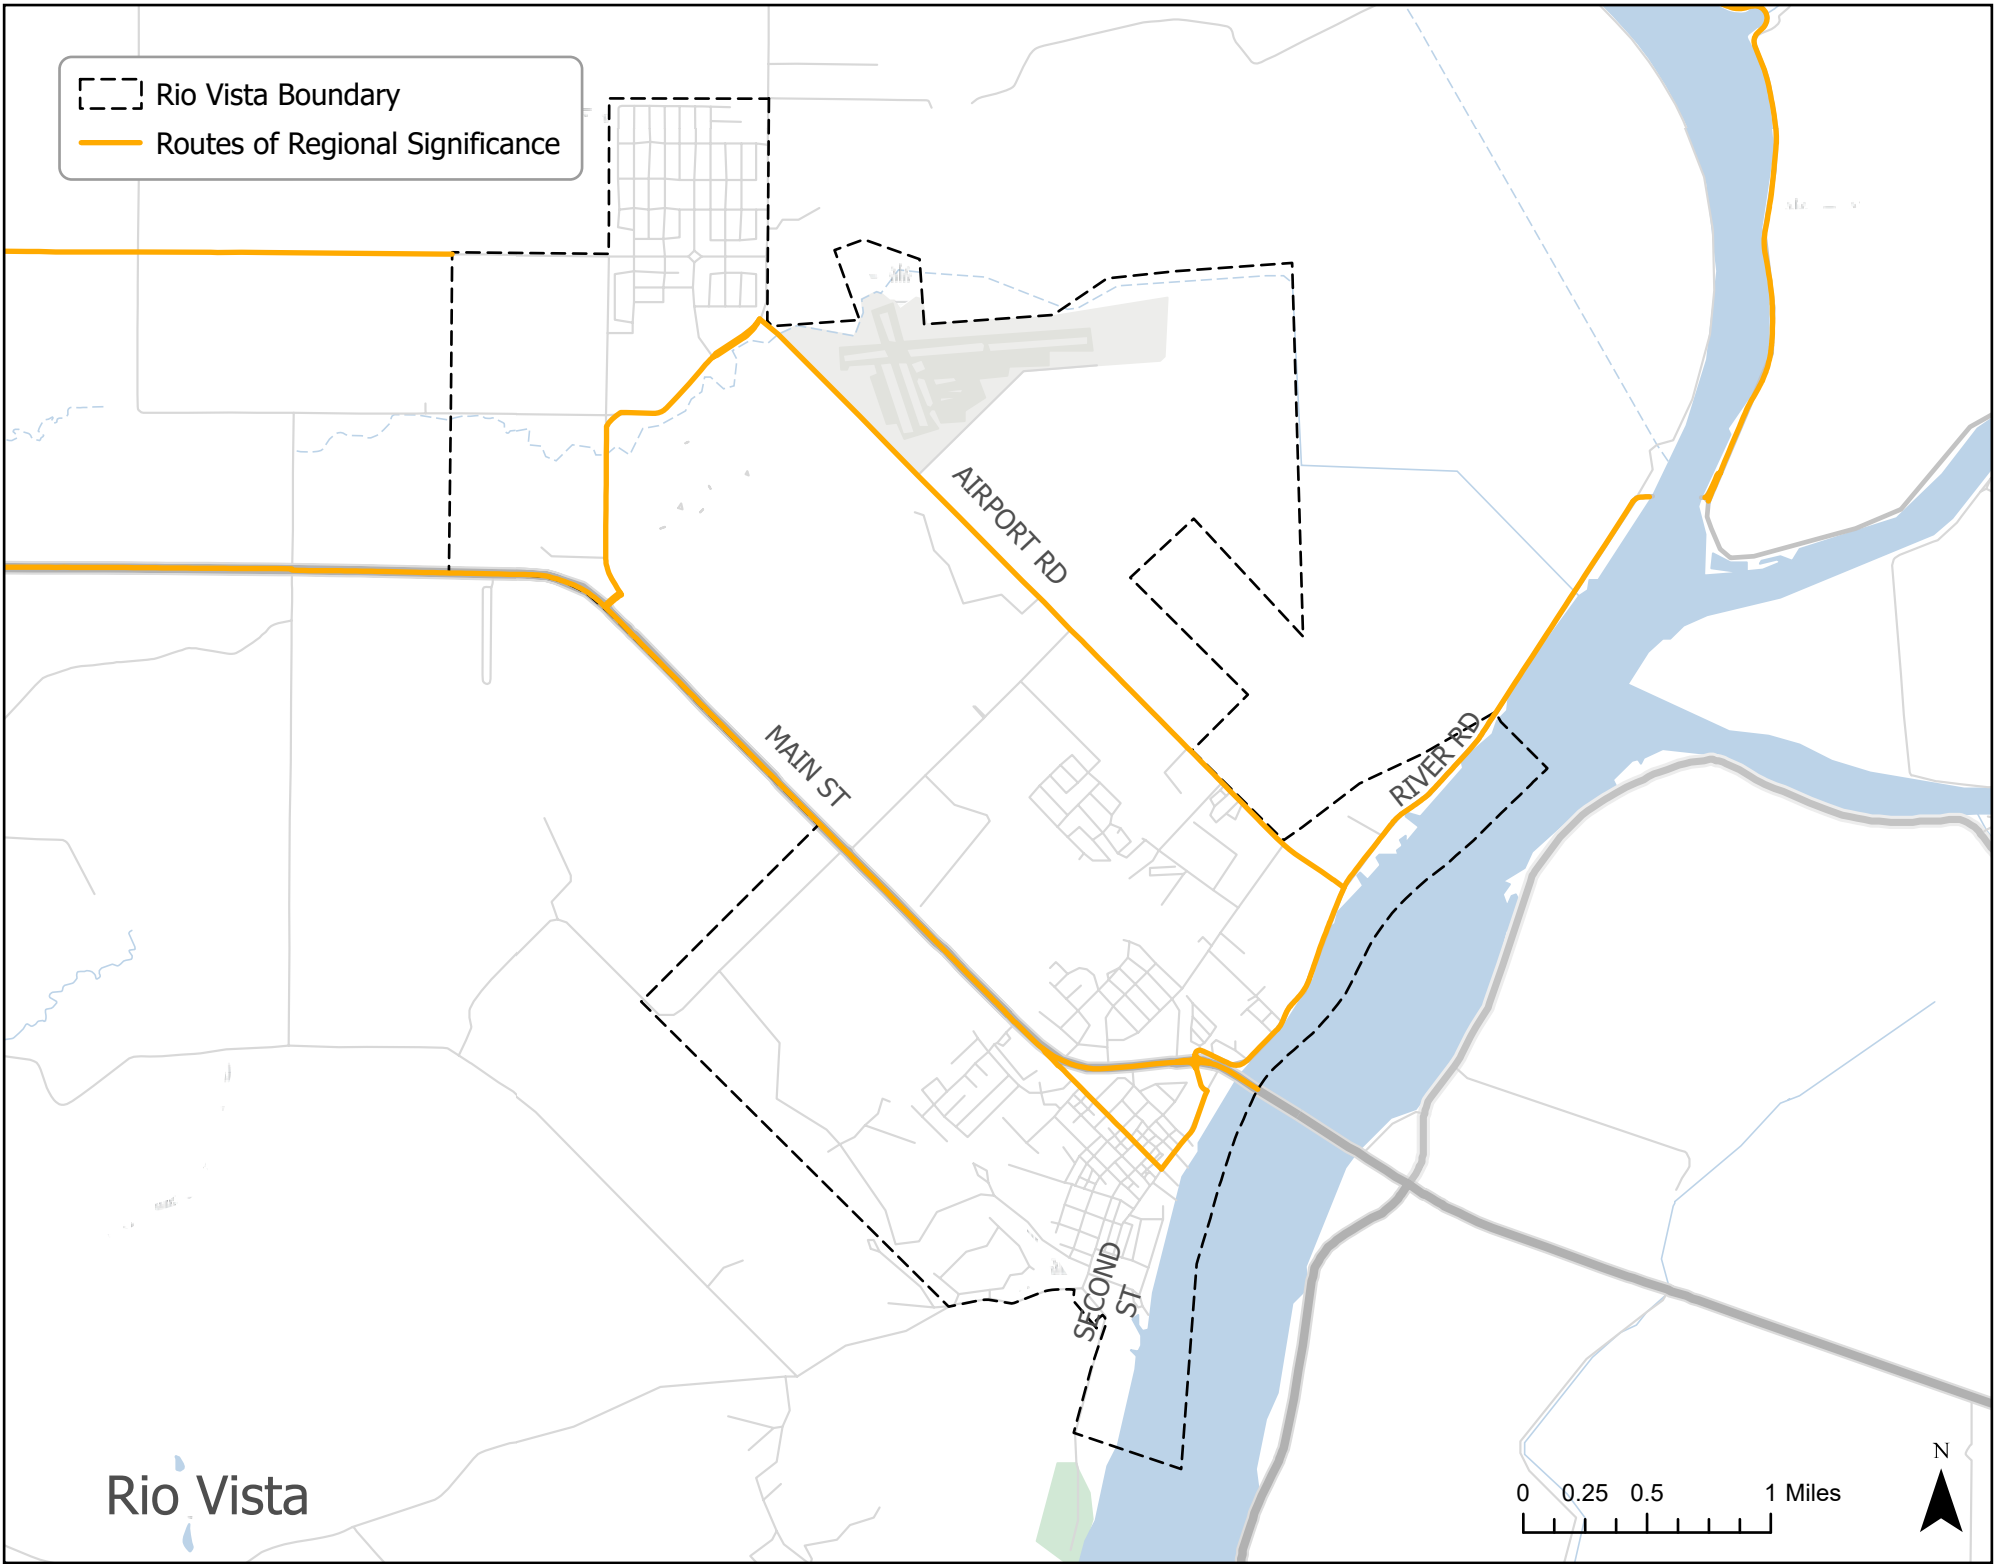 Rio Vista Boundary
Routes of Regional Significance
AIRPORT RD
MAIN ST
RIVER RD
SECOND
ST
Rio Vista
0 0.25 0.5 1 Miles
N